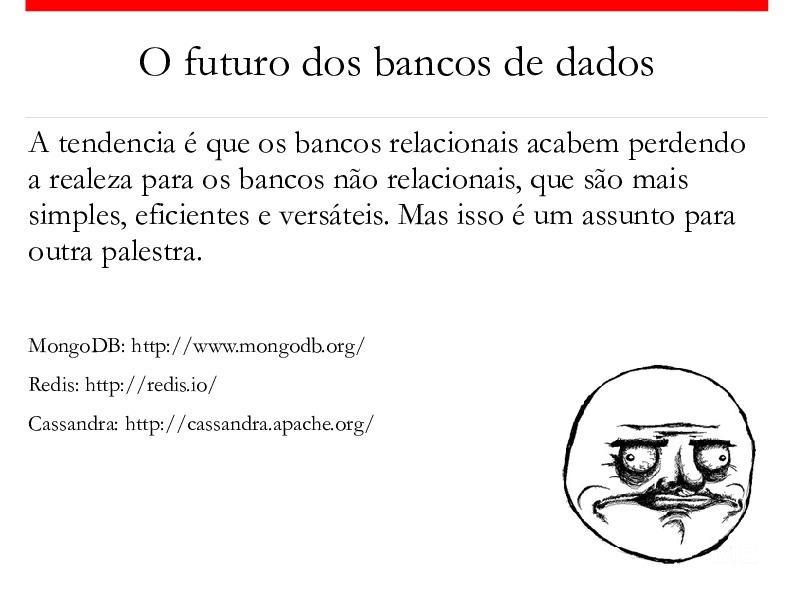 O futuro dos bancos de dados
A tendencia é que os bancos relacionais acabem perdendo
a realeza para os bancos não relacionais, que são mais
simples, eficientes e versáteis. Mas isso é um assunto para
outra palestra.
MongoDB: http://www.mongodb.org/
Redis: http://redis.io/
Cassandra: http://cassandra.apache.org/